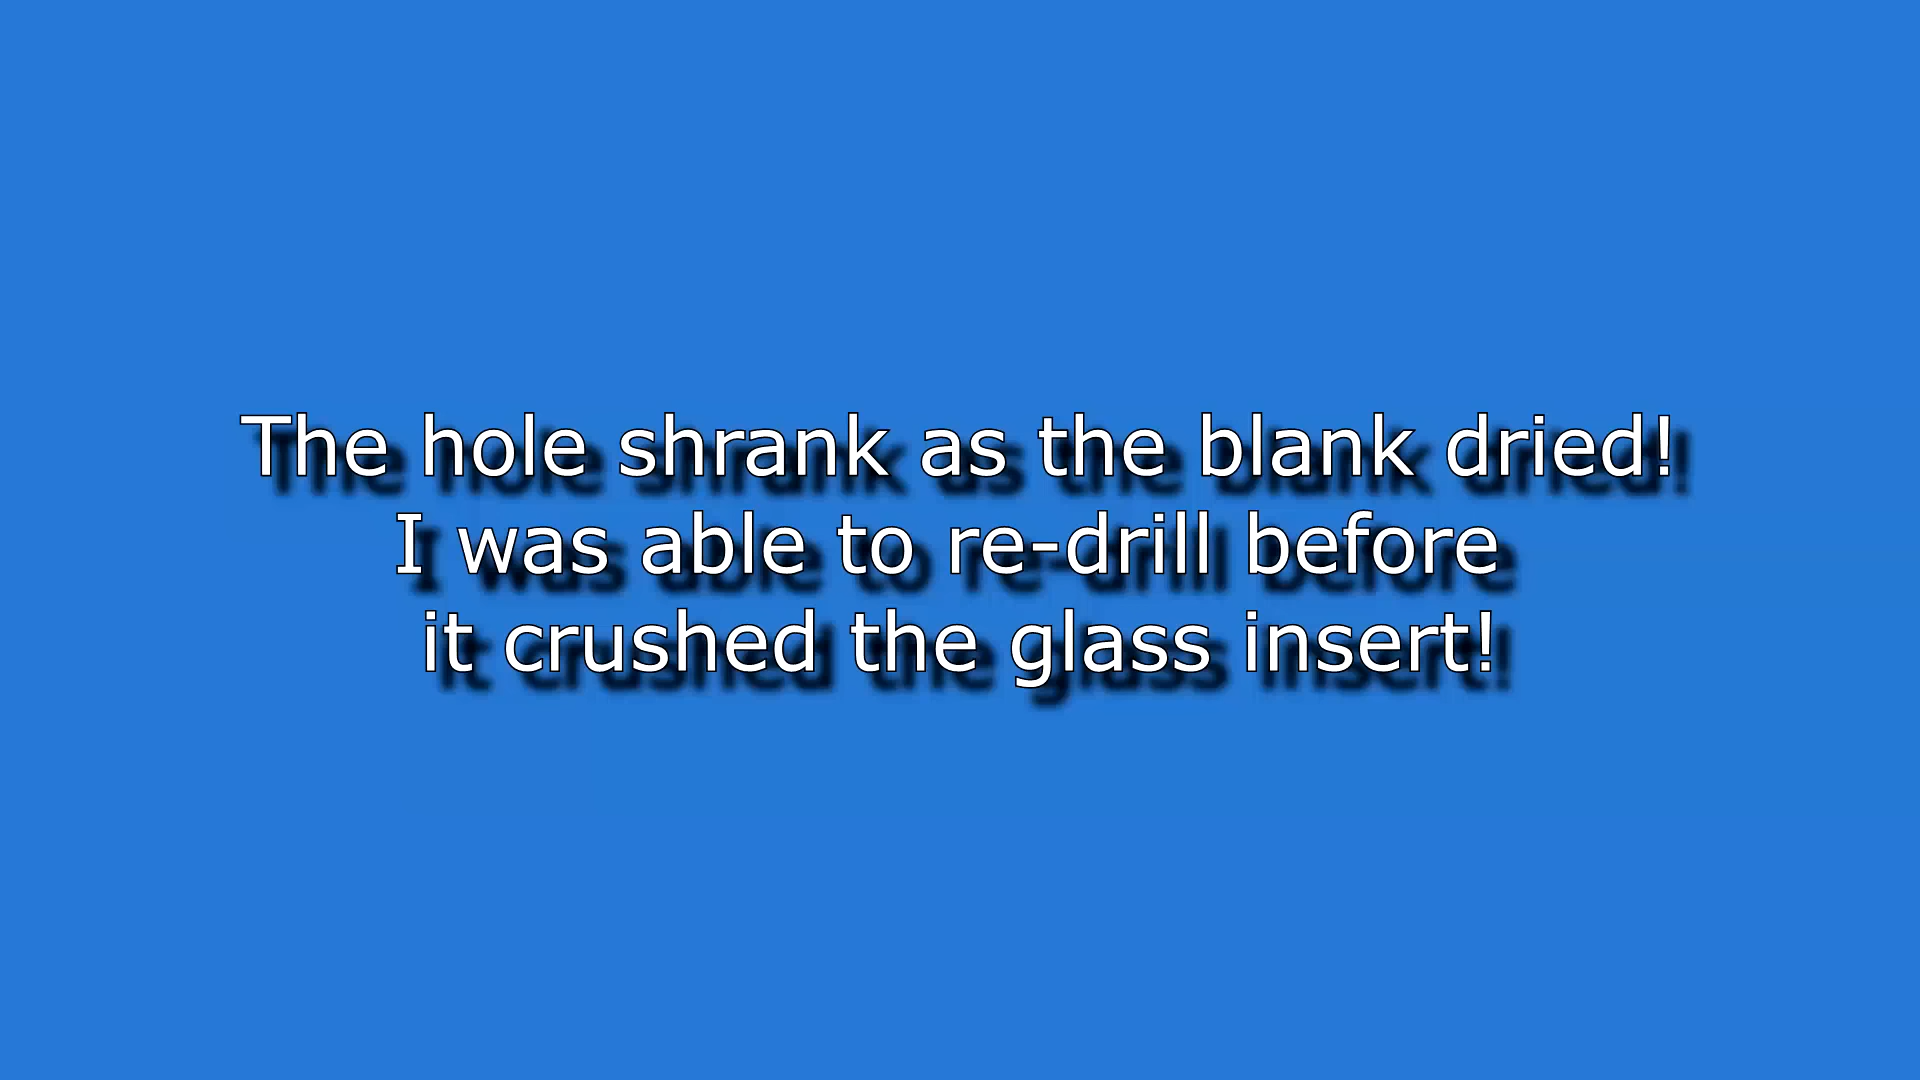 The hole shrank as the blank dried!
I was able to re-drill before
it crushed the glass insert!